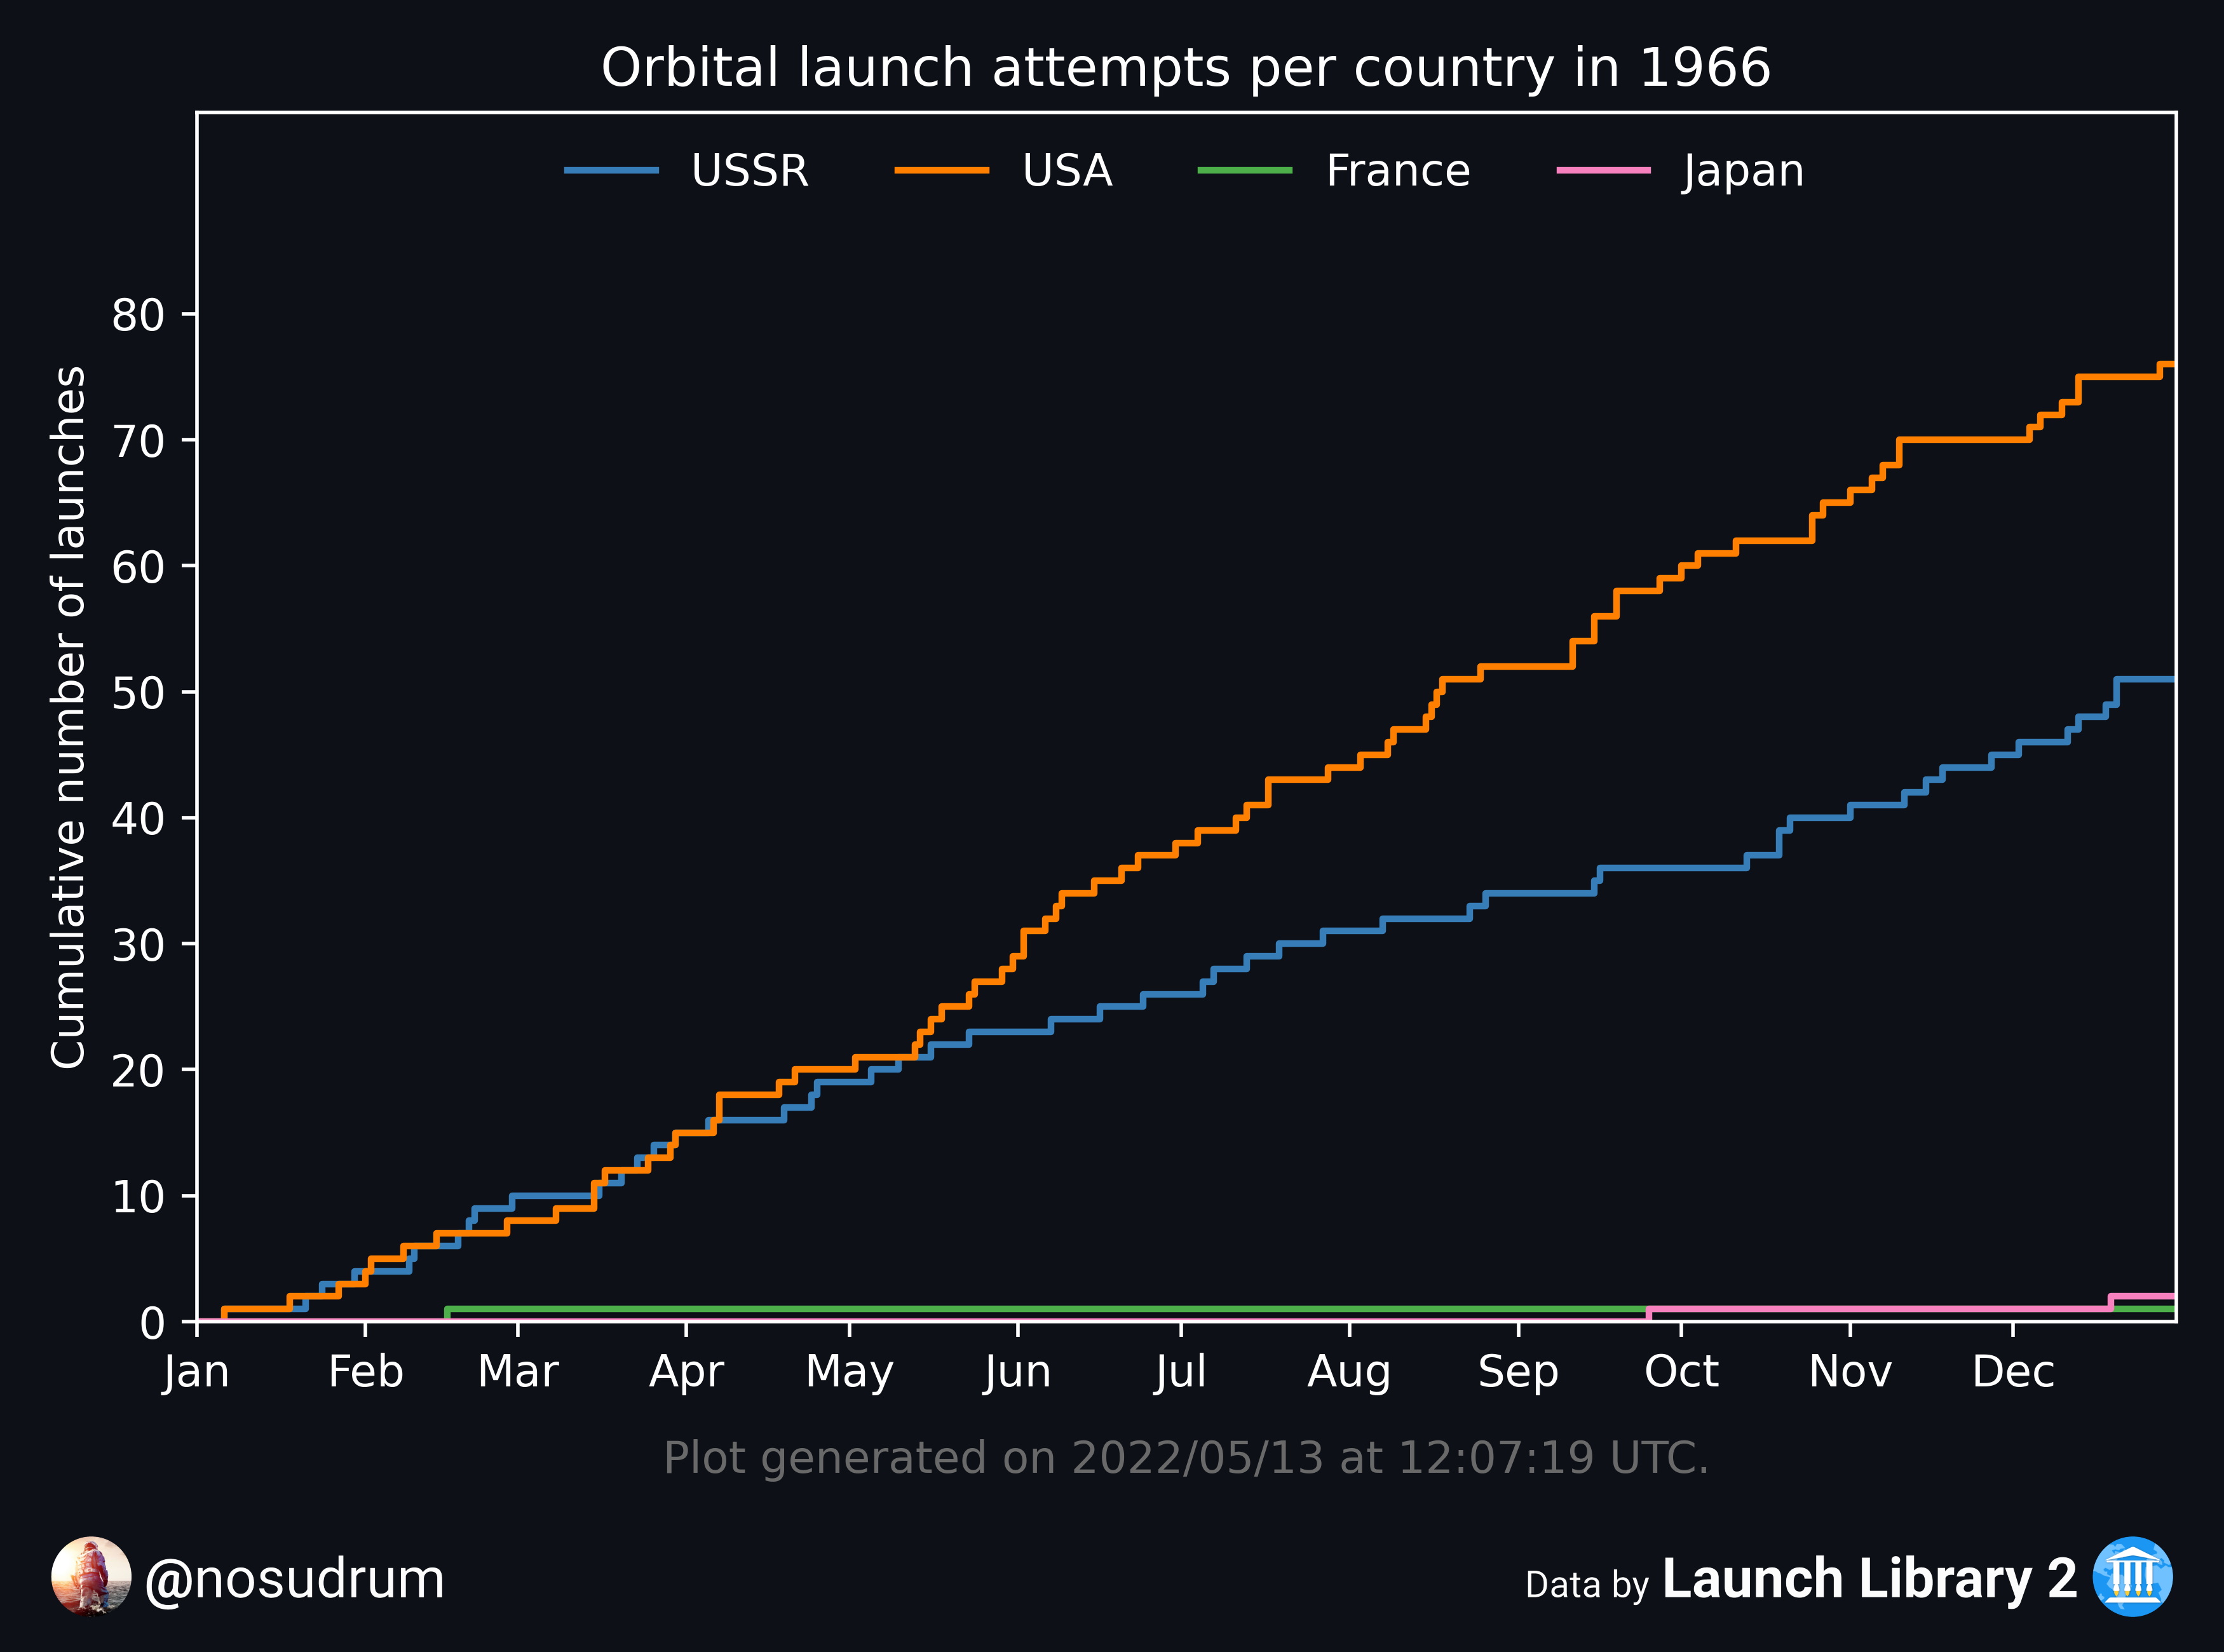 Orbital launch attempts per country in 1966
USSR USA France Japan
Cumulative number of launches
80
70
60
50
40
30
20
10
0
Jan Feb Mar Apr May Jun Jul Aug Sep Oct Nov Dec
Plot generated on 2022/05/13 at 12:07:19 UTC.
@nosudrum
Data by Launch Library 2